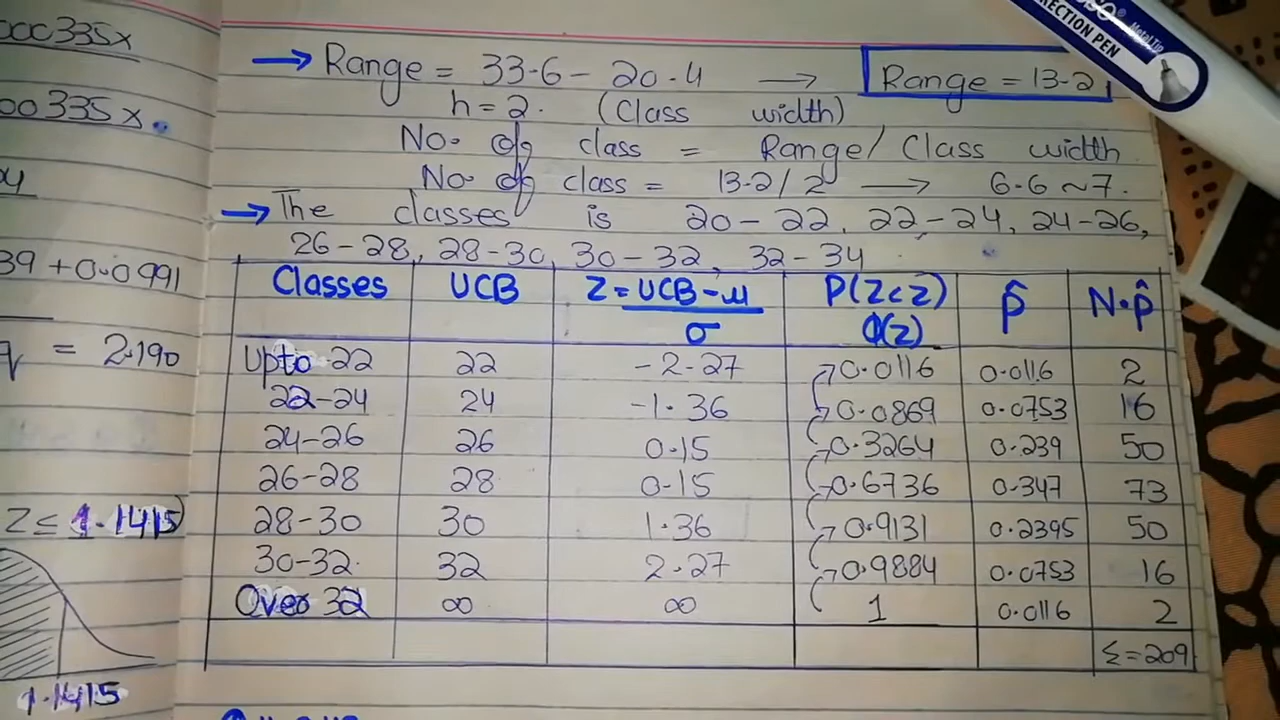 00C335x
00335x.
→ Range = 33.6 - 20.4 → Range = 13.2
h = 2. (Class width)
No. of class = Range/ Class width
No. of class = 13.2/2 → 6.6 ~ 7.
→ The classes is 20-22, 22-24, 24-26,
26-28, 28-30, 30-32, 32-34
Classes UCB Z = UCB-μ/σ P(Z<z) Φ(z) p̂ N.p̂
Upto 22 22 -2.27 0.0116 0.0116 2
22-24 24 -1.36 0.0869 0.0753 16
24-26 26 0.15 0.3264 0.239 50
26-28 28 0.15 0.6736 0.347 73
28-30 30 1.36 0.9131 0.2395 50
30-32 32 2.27 0.9884 0.0753 16
Over 32 ∞ ∞ 1 0.0116 2
Σ=209
39 + 0.0991
= 2.190
Z ≤ 1.1415
1.1415
RECTION PEN
Metal Tip